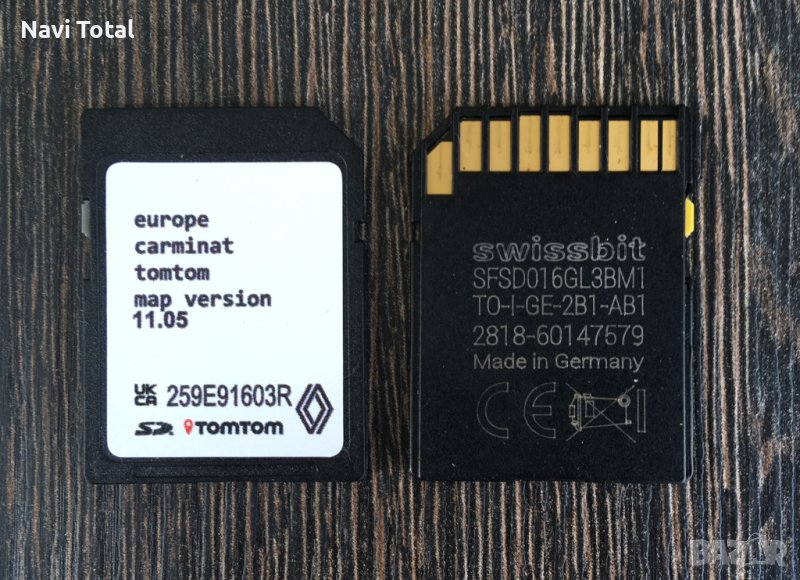 Navi Total
europe
carminat
tomtom
map version
11.05
UK
CA
259E91603R
SD
TOMTOM
swissbit
SFSD016GL3BM1
TO-I-GE-2B1-AB1
2818-60147579
Made in Germany
CE
BAZAR